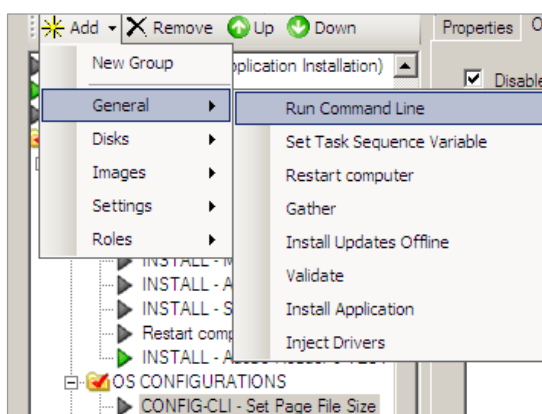 Add Remove Up Down Properties O
New Group plication Installation)
Disable
General Run Command Line
Disks Set Task Sequence Variable
Images Restart computer
Settings Gather
Roles Install Updates Offline
INSTALL - M
INSTALL - A Validate
INSTALL - S Install Application
Restart comp Inject Drivers
INSTALL - A
OS CONFIGURATIONS
CONFIG-CLI - Set Page File Size